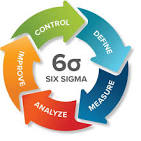 CONTROL
DEFINE
6σ
SIX SIGMA
IMPROVE
MEASURE
ANALYZE